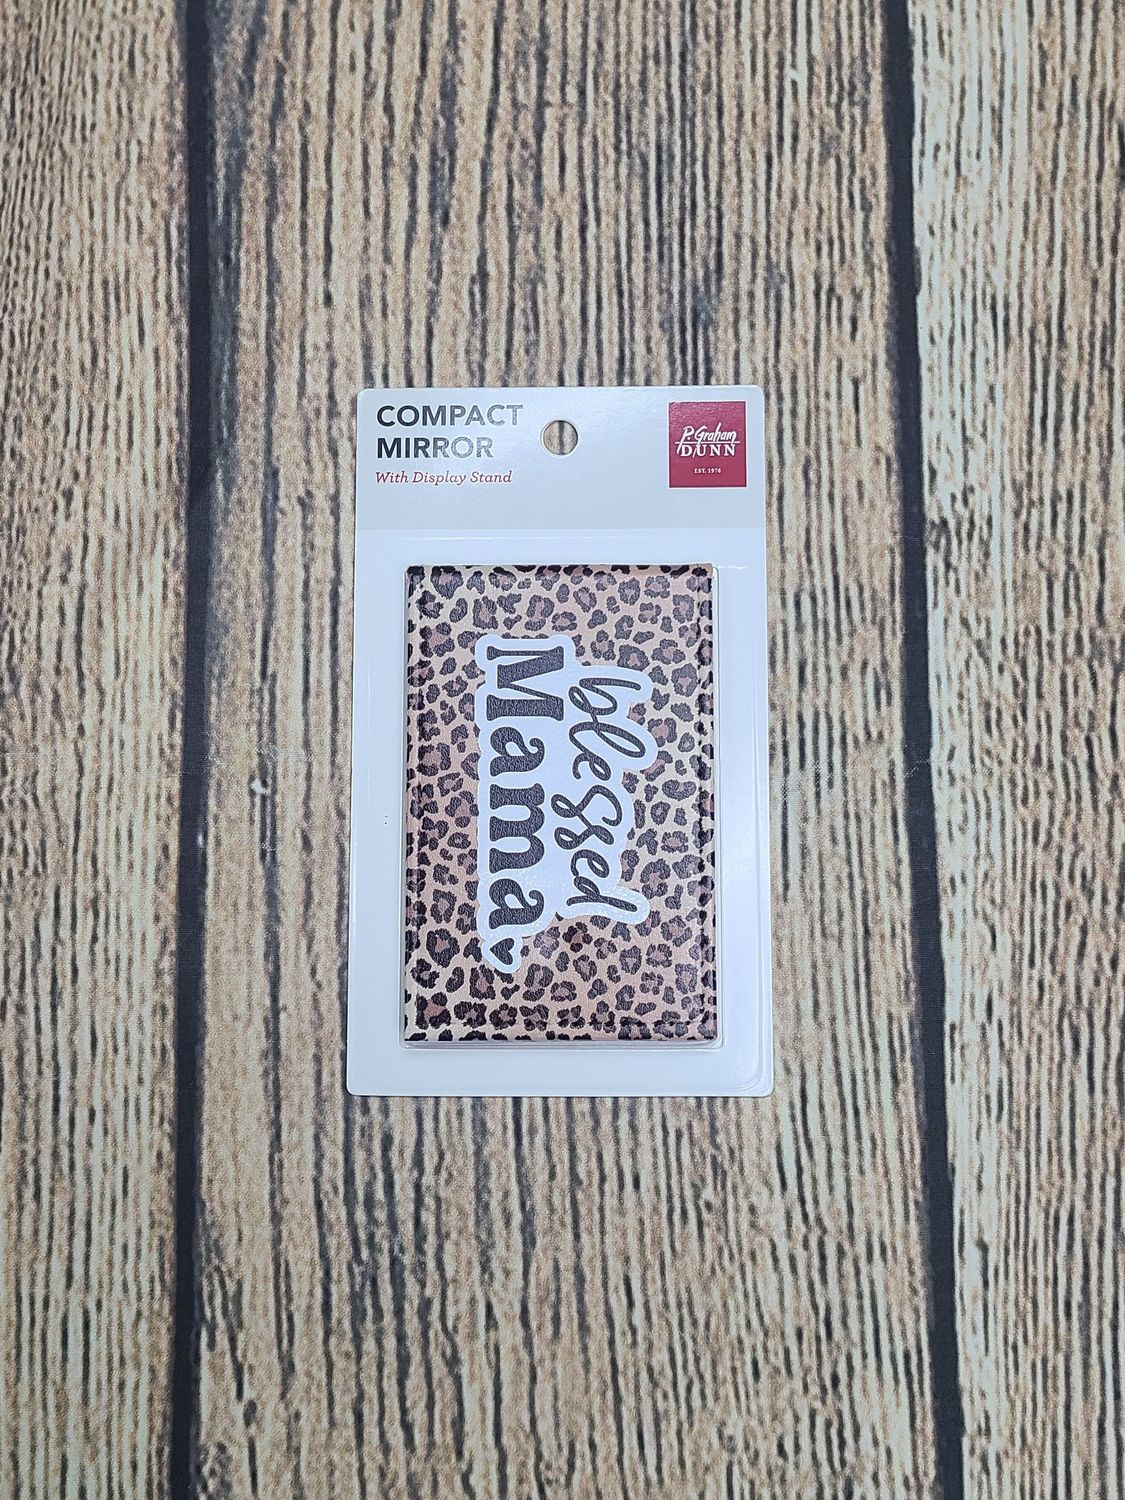 COMPACT
MIRROR
With Display Stand
P. Graham
DUNN
EST. 1976
blessed
Mama